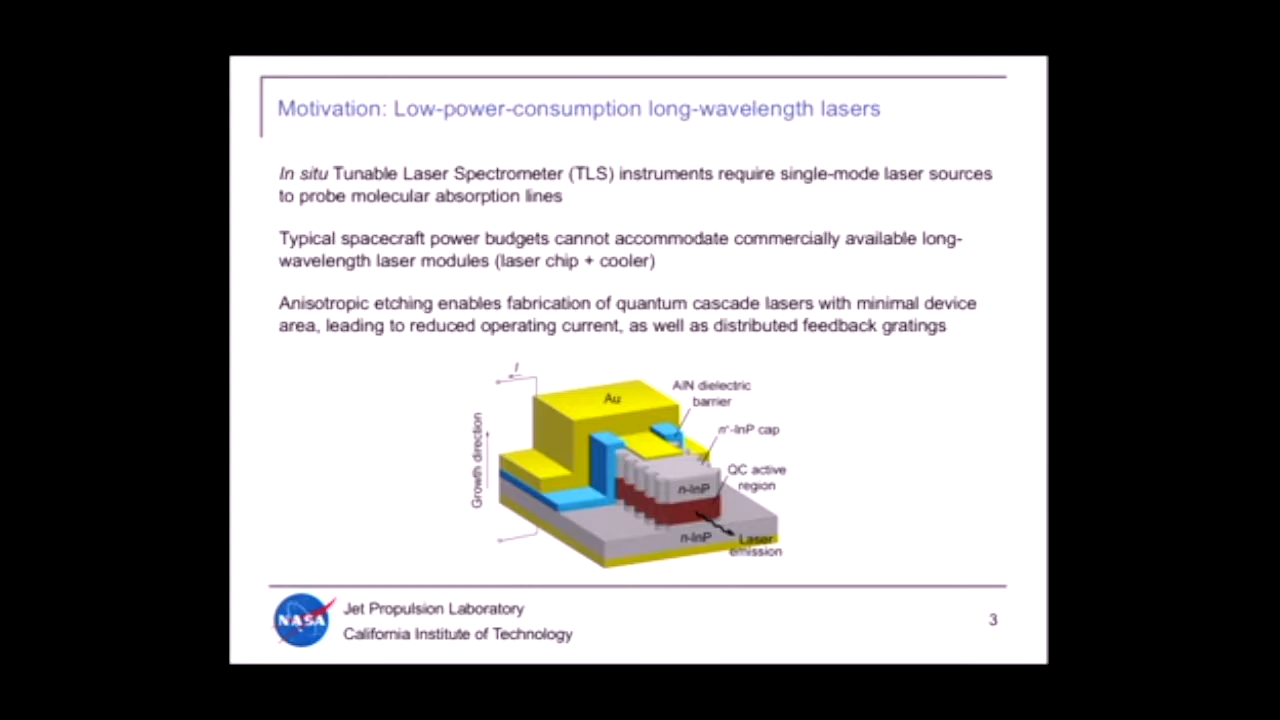 Motivation: Low-power-consumption long-wavelength lasers
In situ Tunable Laser Spectrometer (TLS) instruments require single-mode laser sources
to probe molecular absorption lines
Typical spacecraft power budgets cannot accommodate commercially available long-
wavelength laser modules (laser chip + cooler)
Anisotropic etching enables fabrication of quantum cascade lasers with minimal device
area, leading to reduced operating current, as well as distributed feedback gratings
I
Au
AlN dielectric
barrier
n⁺-InP cap
Growth direction
QC active
region
n-InP
n-InP
Laser
emission
NASA
Jet Propulsion Laboratory
California Institute of Technology
3